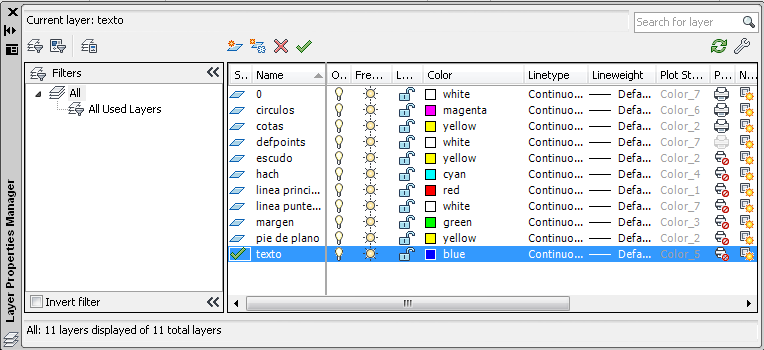 Current layer: texto
Search for layer
Filters
All
All Used Layers
Invert filter
S.. Name O.. Fre... L... Color Linetype Lineweight Plot St... P... N..
0 white Continuo... Defa... Color_7
circulos magenta Continuo... Defa... Color_6
cotas yellow Continuo... Defa... Color_2
defpoints white Continuo... Defa... Color_7
escudo yellow Continuo... Defa... Color_2
hach cyan Continuo... Defa... Color_4
linea princi... red Continuo... Defa... Color_1
linea punte... white Continuo... Defa... Color_7
margen green Continuo... Defa... Color_3
pie de plano yellow Continuo... Defa... Color_2
texto blue Continuo... Defa... Color_5
All: 11 layers displayed of 11 total layers
Layer Properties Manager